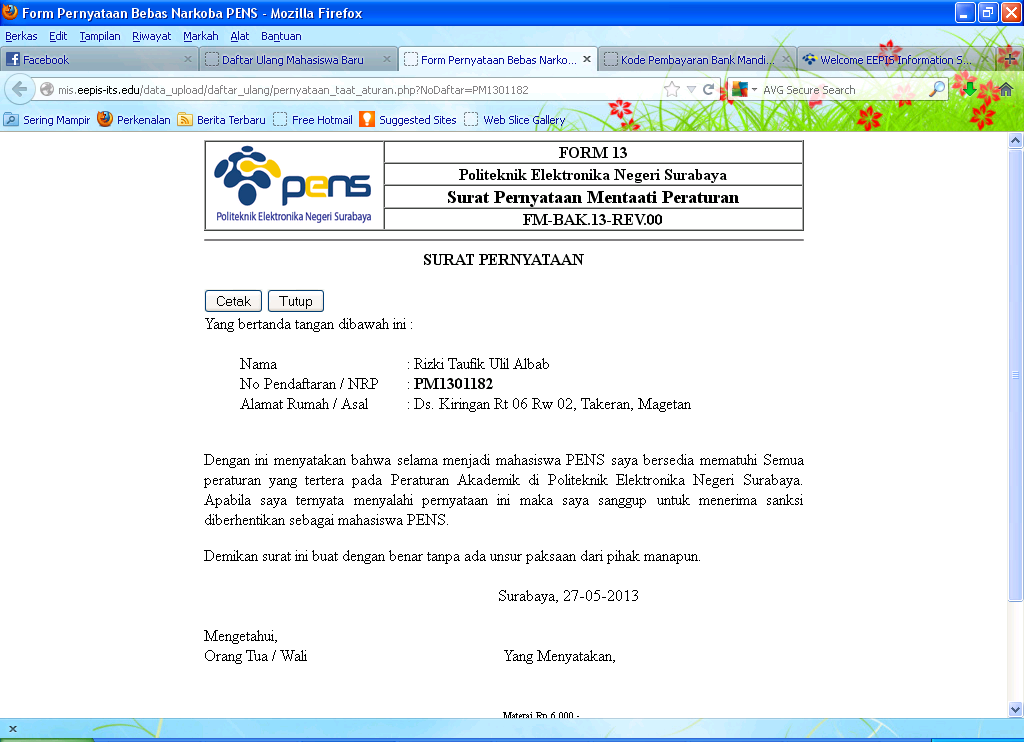 Form Pernyataan Bebas Narkoba PENS - Mozilla Firefox
Berkas Edit Tampilan Riwayat Markah Alat Bantuan
Facebook
Daftar Ulang Mahasiswa Baru
Form Pernyataan Bebas Narko...
Kode Pembayaran Bank Mandi...
Welcome EEPIS Information S...
mis.eepis-its.edu/data_upload/daftar_ulang/pernyataan_taat_aturan.php?NoDaftar=PM1301182
AVG Secure Search
Sering Mampir Perkenalan Berita Terbaru Free Hotmail Suggested Sites Web Slice Gallery
pens
Politeknik Elektronika Negeri Surabaya
FORM 13
Politeknik Elektronika Negeri Surabaya
Surat Pernyataan Mentaati Peraturan
FM-BAK.13-REV.00
SURAT PERNYATAAN
Cetak Tutup
Yang bertanda tangan dibawah ini :
Nama : Rizki Taufik Ulil Albab
No Pendaftaran / NRP : PM1301182
Alamat Rumah / Asal : Ds. Kiringan Rt 06 Rw 02, Takeran, Magetan
Dengan ini menyatakan bahwa selama menjadi mahasiswa PENS saya bersedia mematuhi Semua
peraturan yang tertera pada Peraturan Akademik di Politeknik Elektronika Negeri Surabaya.
Apabila saya ternyata menyalahi pernyataan ini maka saya sanggup untuk menerima sanksi
diberhentikan sebagai mahasiswa PENS.
Demikan surat ini buat dengan benar tanpa ada unsur paksaan dari pihak manapun.
Surabaya, 27-05-2013
Mengetahui,
Orang Tua / Wali Yang Menyatakan,
Materai Rp 6.000,-